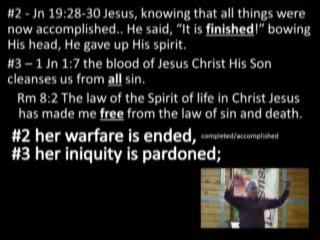 #2 - Jn 19:28-30 Jesus, knowing that all things were
now accomplished.. He said, “It is finished!” bowing
His head, He gave up His spirit.
#3 – 1 Jn 1:7 the blood of Jesus Christ His Son
cleanses us from all sin.
Rm 8:2 The law of the Spirit of life in Christ Jesus
has made me free from the law of sin and death.
#2 her warfare is ended, completed/accomplished
#3 her iniquity is pardoned;